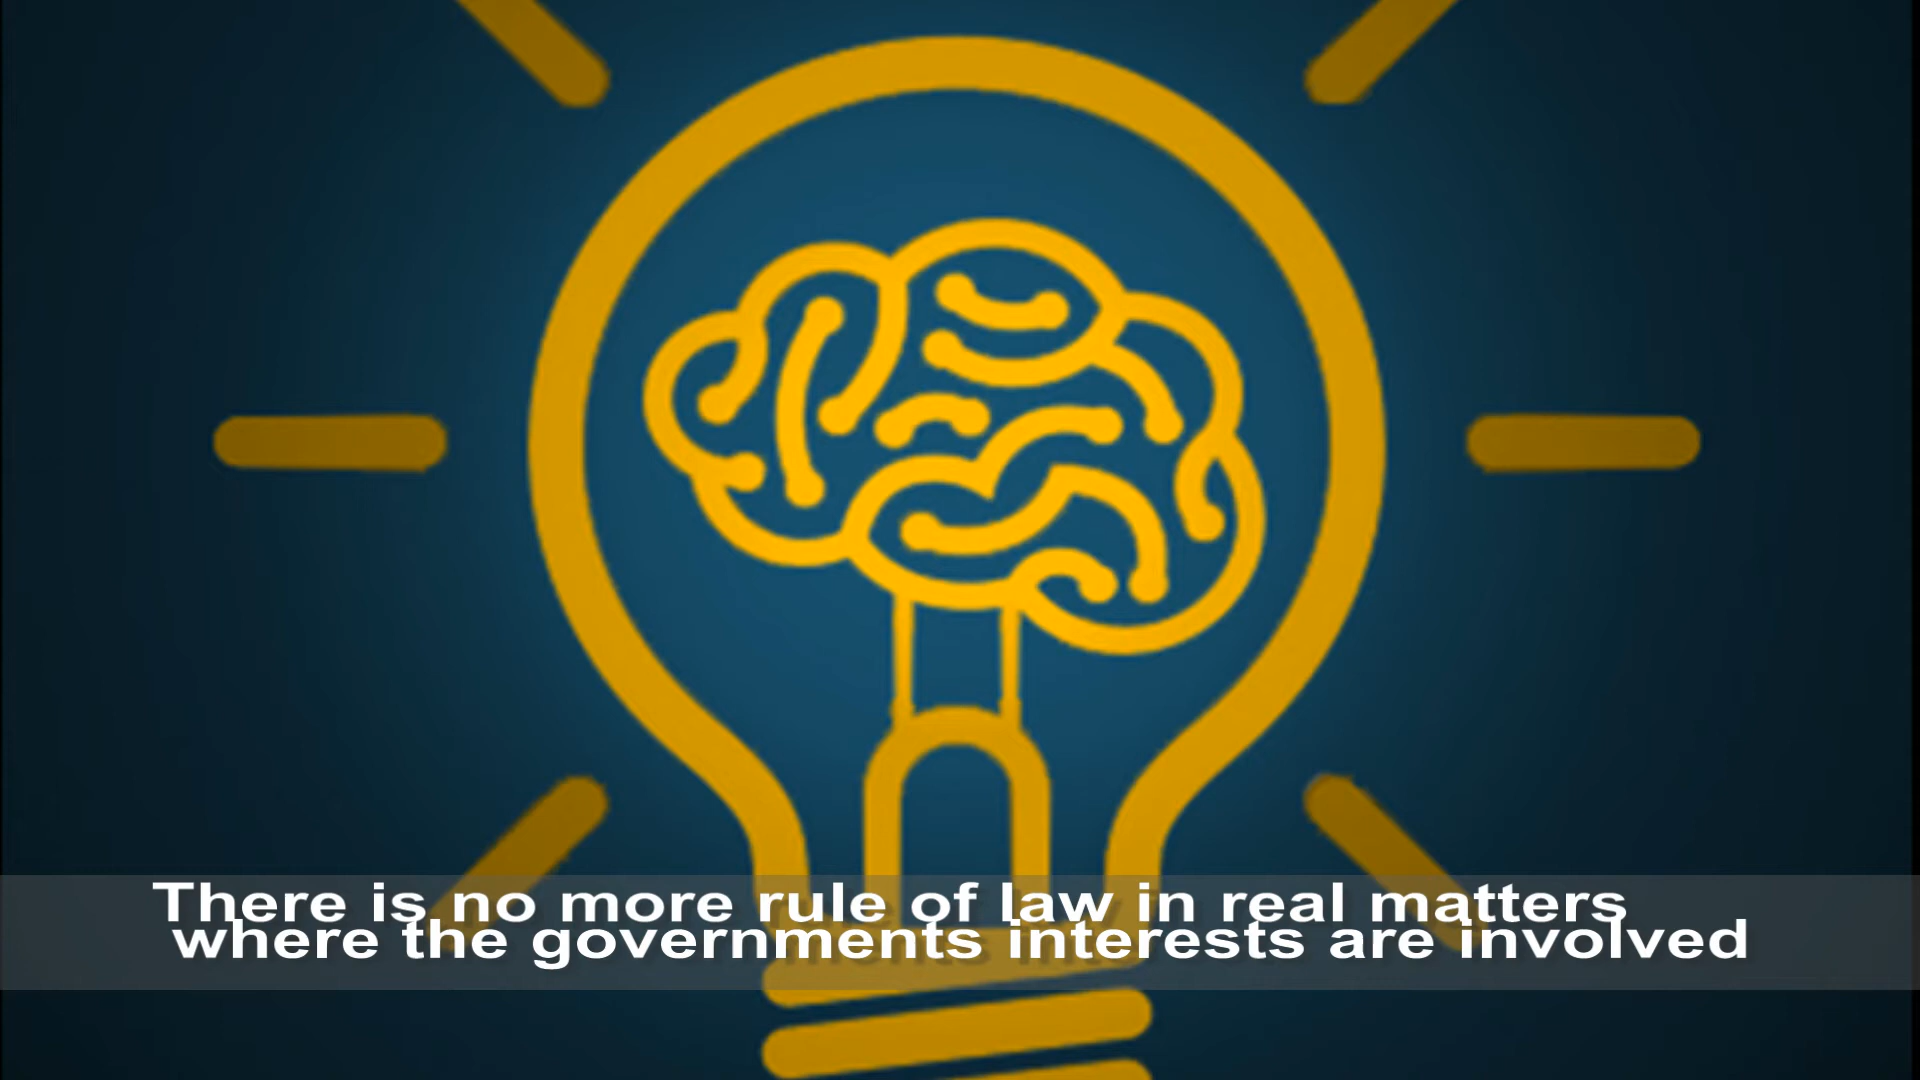 There is no more rule of law in real matters
where the governments interests are involved